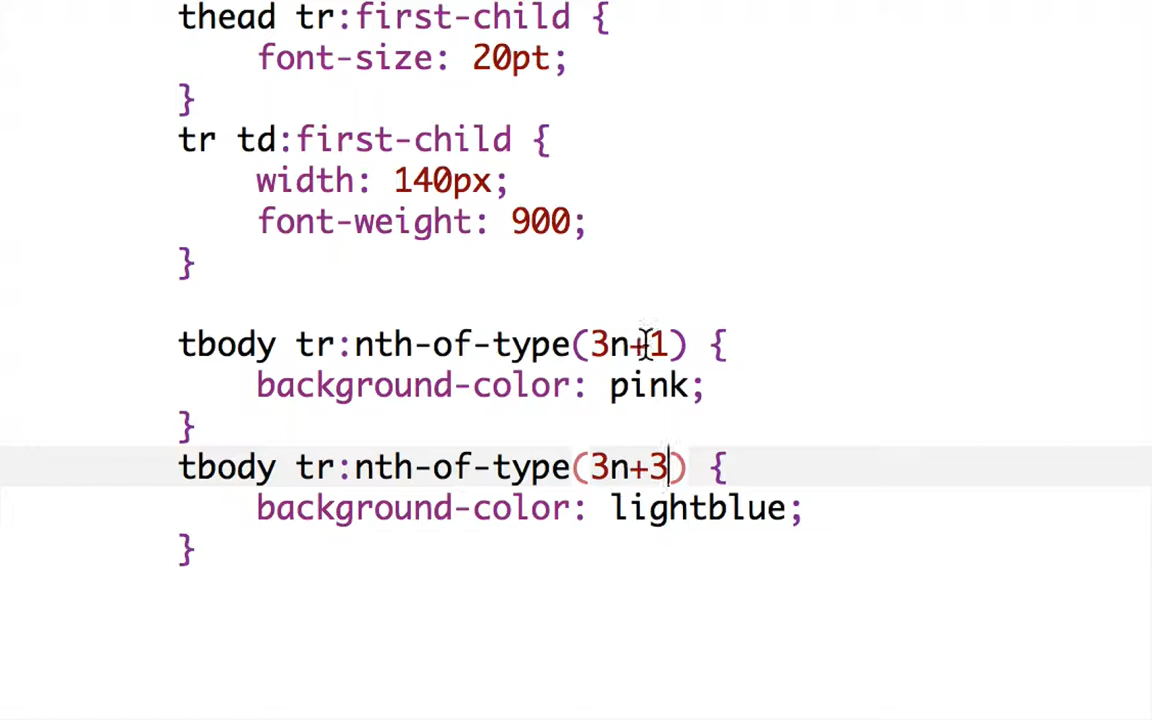 thead tr:first-child {
font-size: 20pt;
}
tr td:first-child {
width: 140px;
font-weight: 900;
}
tbody tr:nth-of-type(3n+1) {
background-color: pink;
}
tbody tr:nth-of-type(3n+3) {
background-color: lightblue;
}